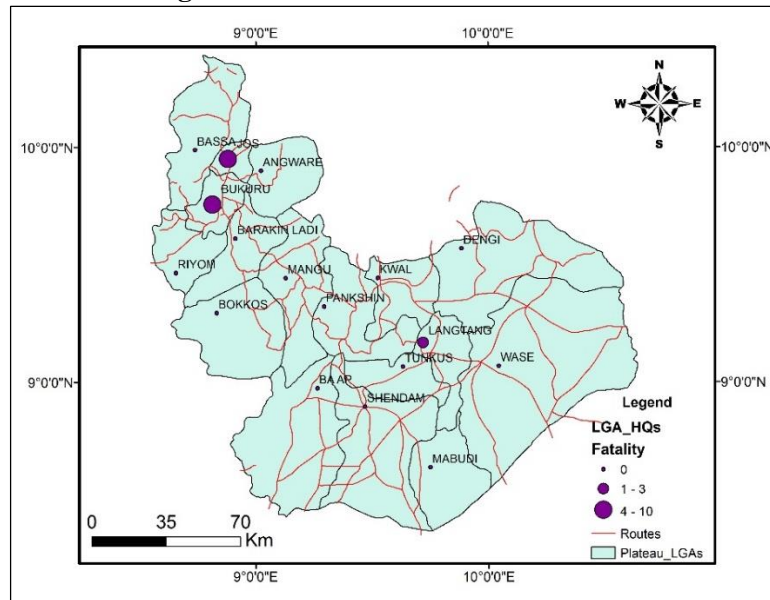 9°0'0"E 10°0'0"E
N
W E
S
10°0'0"N 10°0'0"N
BASSA JOS
ANGWARE
BUKURU
BARAKIN LADI
DENGI
RIYOM
MANGU
KWAL
PANKSHIN
BOKKOS
LANGTANG
TUNKUS
WASE
9°0'0"N 9°0'0"N
BAAP
SHENDAM
MABUDI
Legend
LGA_HQs
Fatality
0
1 - 3
4 - 10
Routes
Plateau_LGAs
0 35 70
Km
9°0'0"E 10°0'0"E